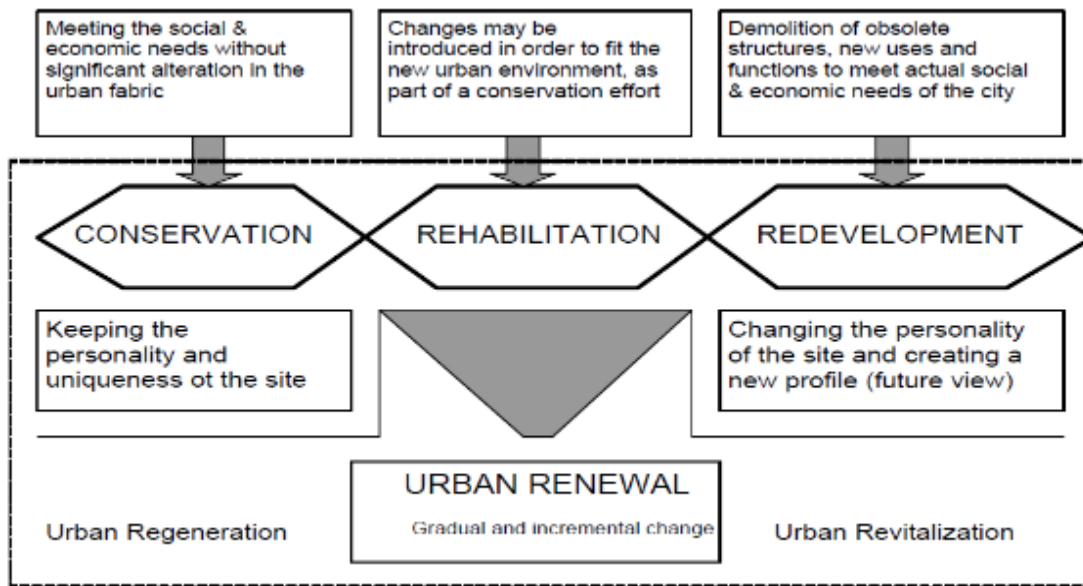 Meeting the social &
economic needs without
significant alteration in the
urban fabric
Changes may be
introduced in order to fit the
new urban environment, as
part of a conservation effort
Demolition of obsolete
structures, new uses and
functions to meet actual social
& economic needs of the city
CONSERVATION
REHABILITATION
REDEVELOPMENT
Keeping the
personality and
uniqueness ot the site
Changing the personality
of the site and creating a
new profile (future view)
URBAN RENEWAL
Gradual and incremental change
Urban Regeneration
Urban Revitalization